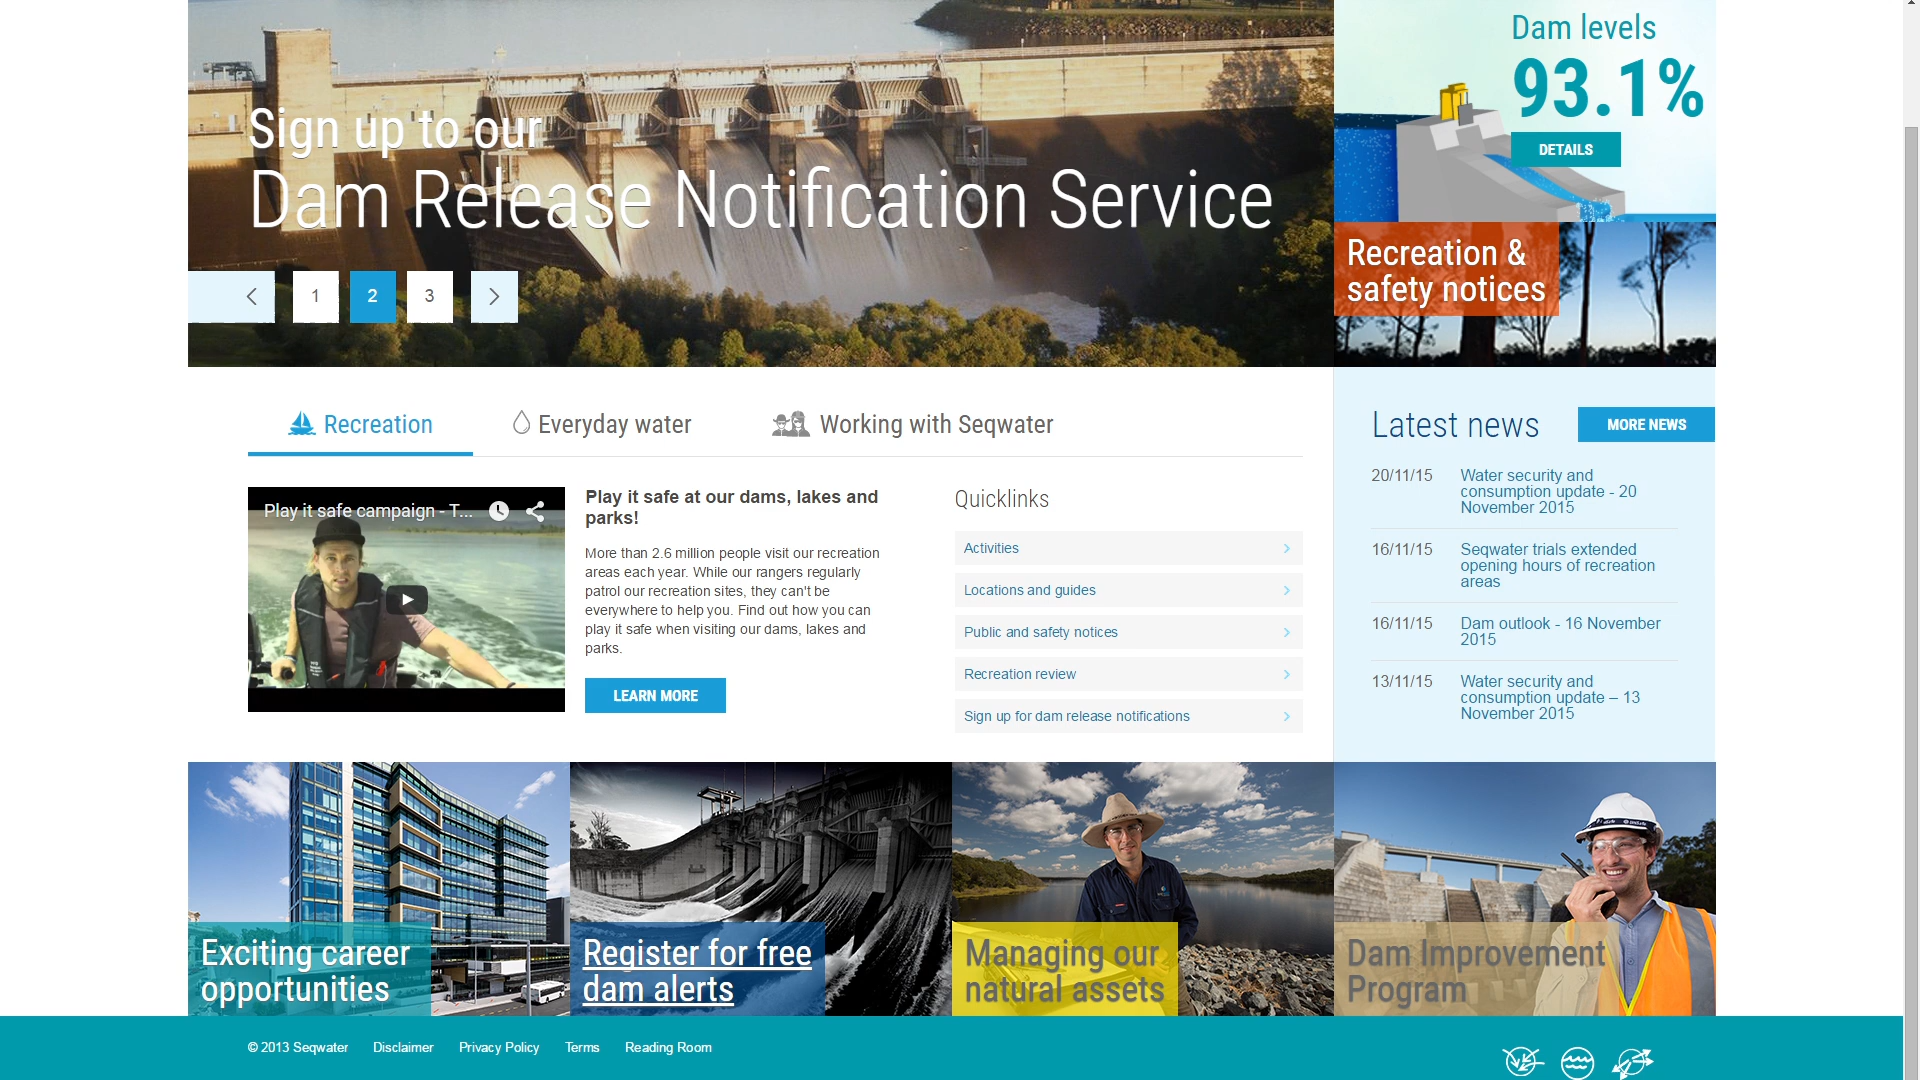 Sign up to our
Dam Release Notification Service
1
2
3
Dam levels
93.1%
DETAILS
Recreation &
safety notices
Recreation
Everyday water
Working with Seqwater
Play it safe campaign - T...
Play it safe at our dams, lakes and
parks!
More than 2.6 million people visit our recreation
areas each year. While our rangers regularly
patrol our recreation sites, they can't be
everywhere to help you. Find out how you can
play it safe when visiting our dams, lakes and
parks.
LEARN MORE
Quicklinks
Activities
Locations and guides
Public and safety notices
Recreation review
Sign up for dam release notifications
Latest news
MORE NEWS
20/11/15
Water security and
consumption update - 20
November 2015
16/11/15
Seqwater trials extended
opening hours of recreation
areas
16/11/15
Dam outlook - 16 November
2015
13/11/15
Water security and
consumption update – 13
November 2015
Exciting career
opportunities
Register for free
dam alerts
Managing our
natural assets
Dam Improvement
Program
© 2013 Seqwater
Disclaimer
Privacy Policy
Terms
Reading Room